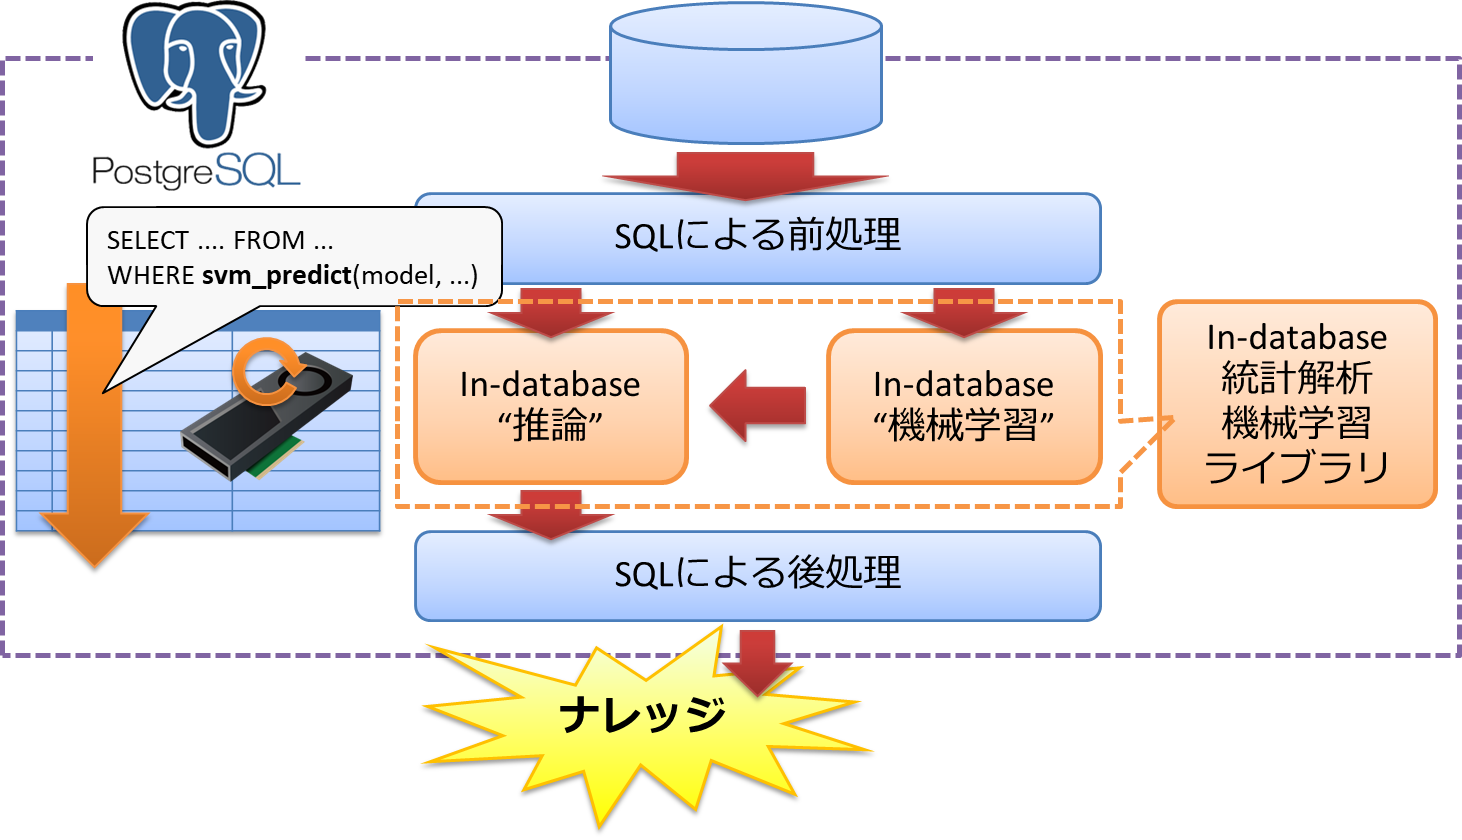 PostgreSQL
SQLによる前処理
SELECT .... FROM ...
WHERE svm_predict(model, ...)
In-database
“推論”
In-database
“機械学習”
In-database
統計解析
機械学習
ライブラリ
SQLによる後処理
ナレッジ